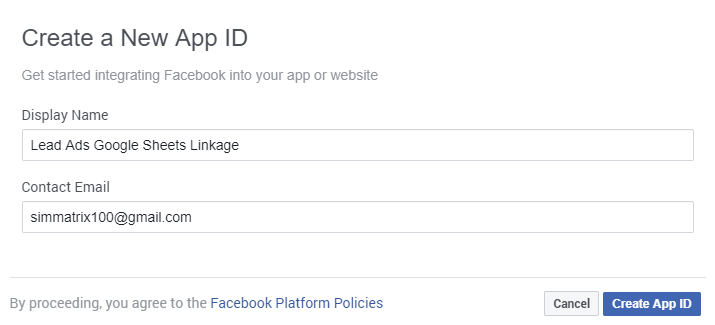 Create a New App ID
Get started integrating Facebook into your app or website
Display Name
Lead Ads Google Sheets Linkage
Contact Email
simmatrix100@gmail.com
By proceeding, you agree to the Facebook Platform Policies
Cancel
Create App ID